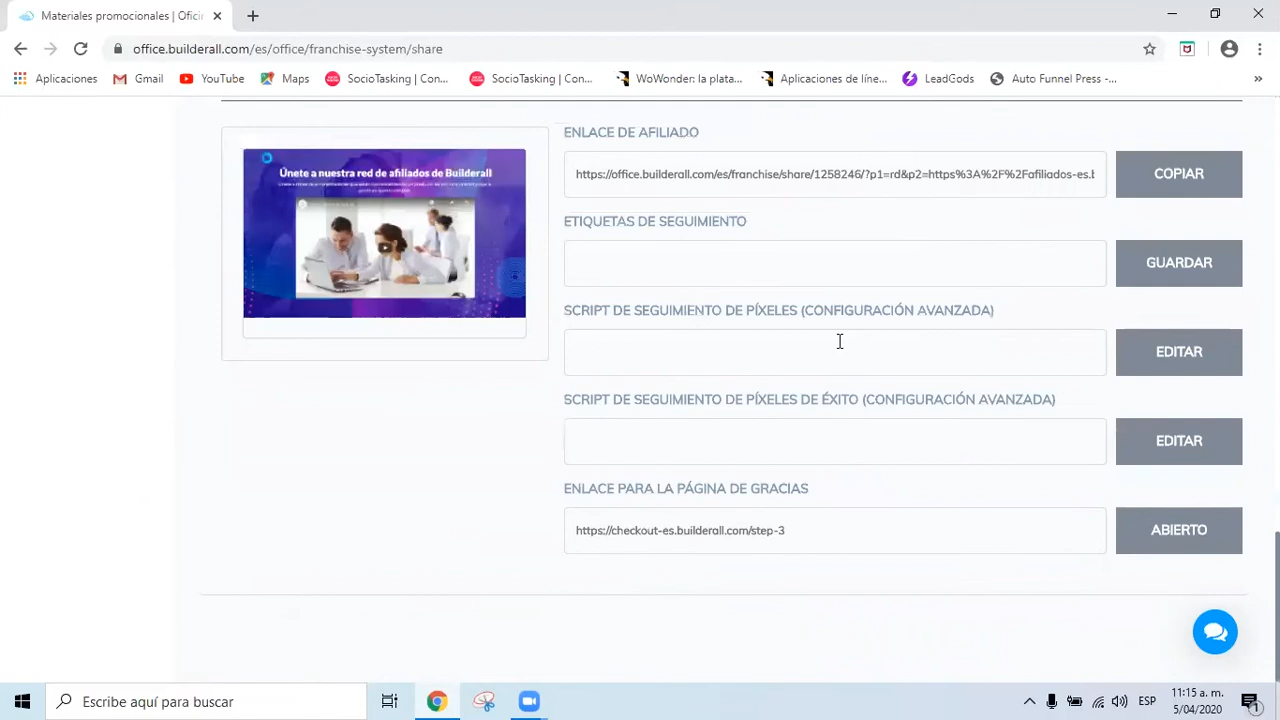 Materiales promocionales | Ofici
office.builderall.com/es/office/franchise-system/share
Aplicaciones
Gmail
YouTube
Maps
SocioTasking | Con...
SocioTasking | Con...
WoWonder: la plaza...
Aplicaciones de líne...
LeadGods
Auto Funnel Press -...
»
Únete a nuestra red de afiliados de Builderall
ENLACE DE AFILIADO
https://office.builderall.com/es/franchise/share/1258246/?p1=rd&p2=https%3A%2F%2Fafiliados-es.b
COPIAR
ETIQUETAS DE SEGUIMIENTO
GUARDAR
SCRIPT DE SEGUIMIENTO DE PÍXELES (CONFIGURACIÓN AVANZADA)
EDITAR
SCRIPT DE SEGUIMIENTO DE PÍXELES DE ÉXITO (CONFIGURACIÓN AVANZADA)
EDITAR
ENLACE PARA LA PÁGINA DE GRACIAS
https://checkout-es.builderall.com/step-3
ABIERTO
Escribe aquí para buscar
ESP
11:15 a. m.
5/04/2020
1